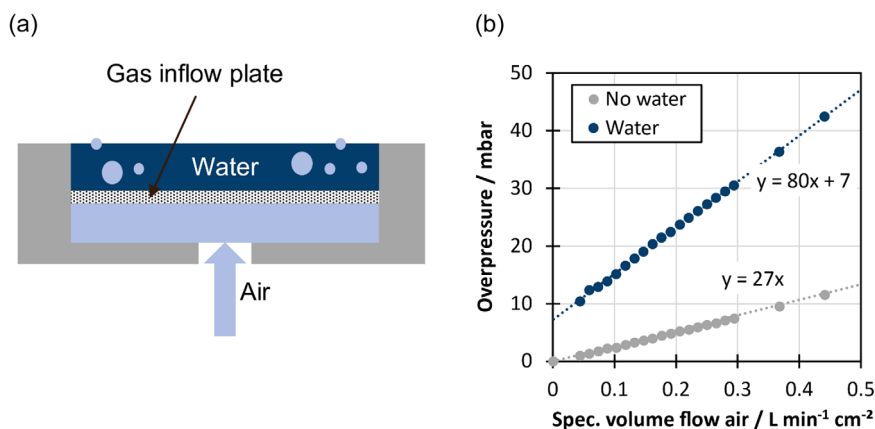 (a)
Gas inflow plate
Water
Air
(b)
Overpressure / mbar
50
40
30
20
10
0
No water
Water
y = 80x + 7
y = 27x
0 0.1 0.2 0.3 0.4 0.5
Spec. volume flow air / L min⁻¹ cm⁻²